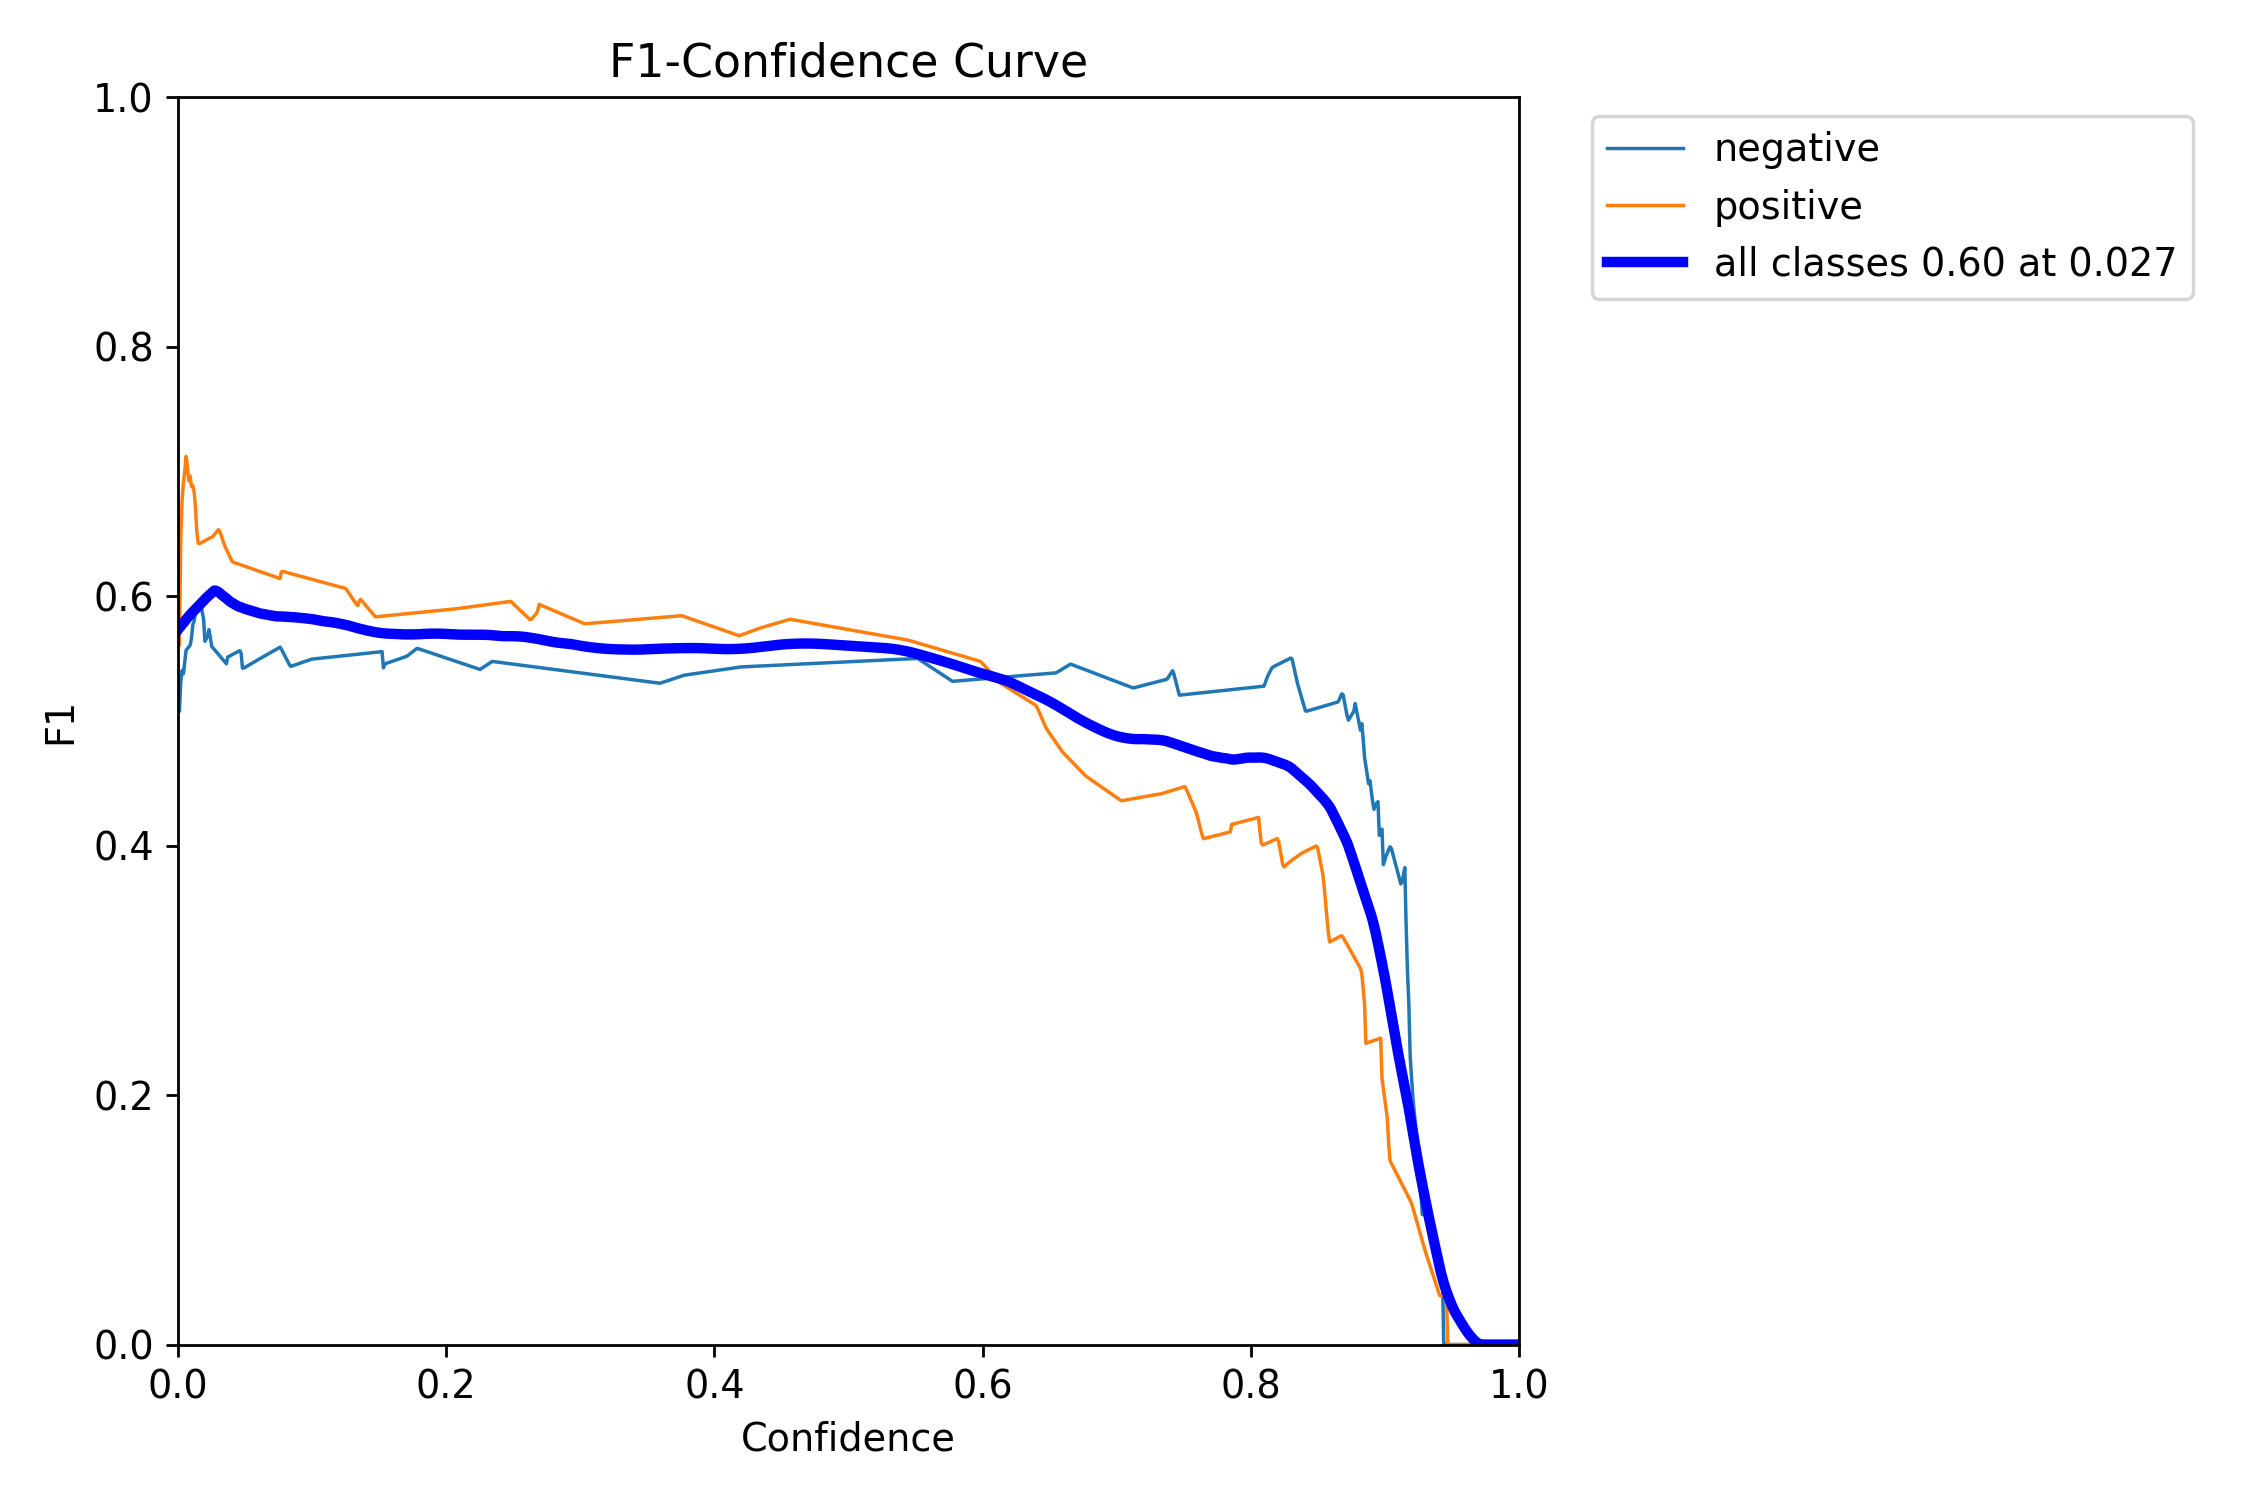 F1-Confidence Curve
1.0
0.8
0.6
0.4
0.2
0.0
F1
0.0 0.2 0.4 0.6 0.8 1.0
Confidence
negative
positive
all classes 0.60 at 0.027